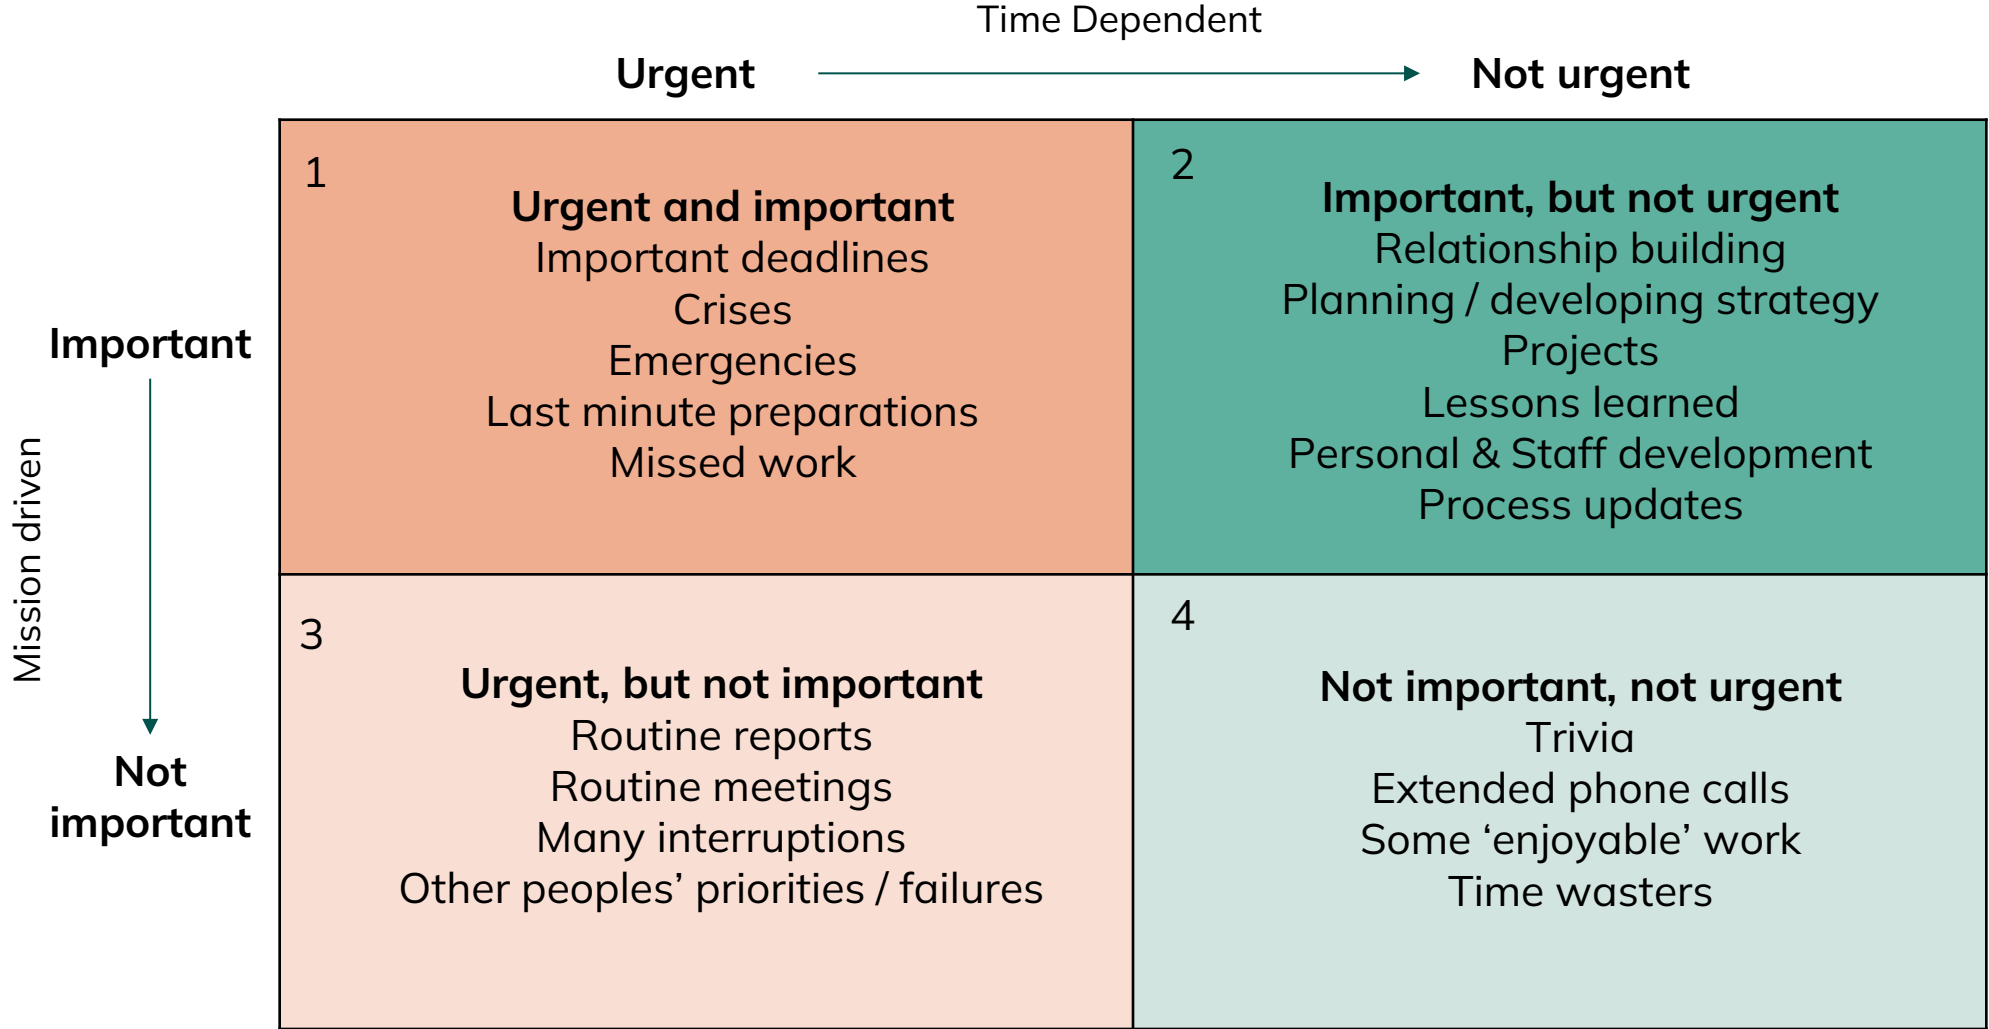 Time Dependent
Urgent
Not urgent
Important
Mission driven
Not
important
1
Urgent and important
Important deadlines
Crises
Emergencies
Last minute preparations
Missed work
2
Important, but not urgent
Relationship building
Planning / developing strategy
Projects
Lessons learned
Personal & Staff development
Process updates
3
Urgent, but not important
Routine reports
Routine meetings
Many interruptions
Other peoples’ priorities / failures
4
Not important, not urgent
Trivia
Extended phone calls
Some ‘enjoyable’ work
Time wasters